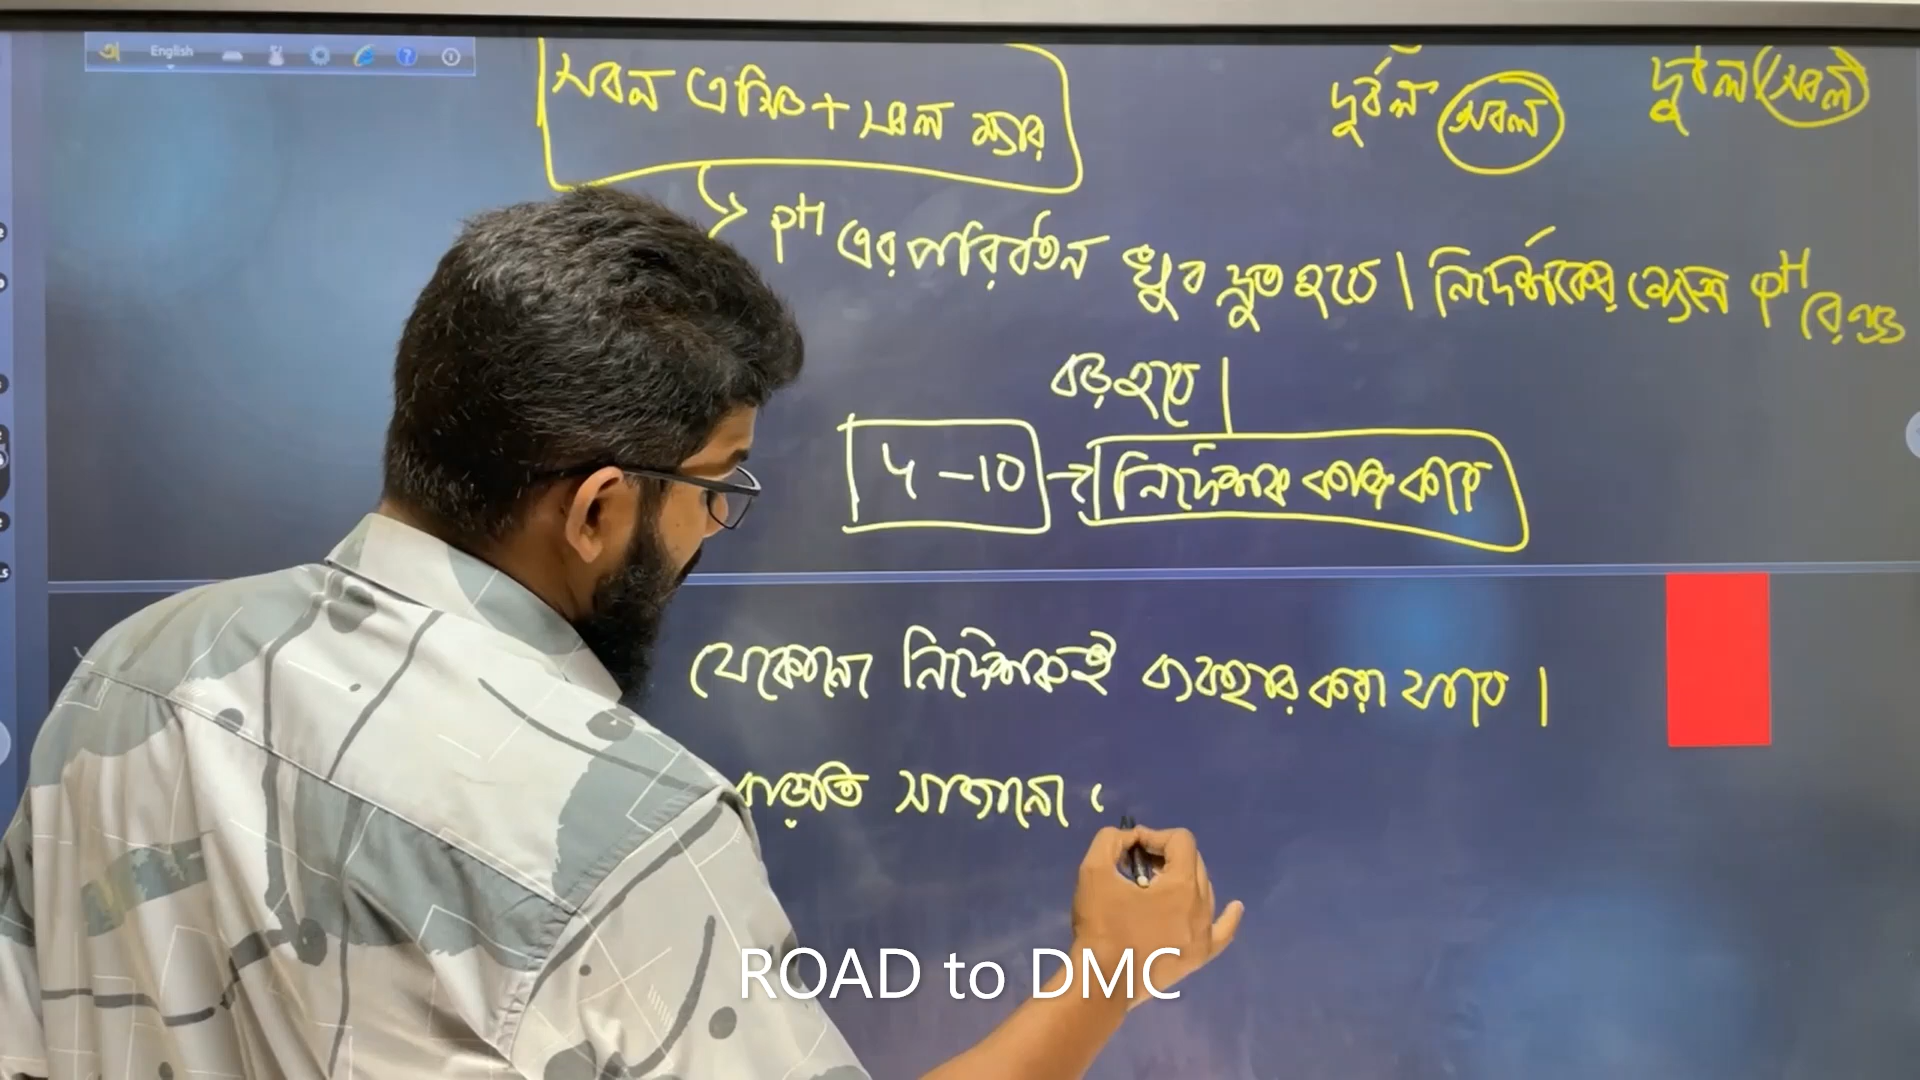 English
সবল এসিড + সবল ক্ষার
দুর্বল সবল
দুর্বল সবল
pH এর পরিবর্তন খুব দ্রুত হবে। নির্দেশকের ক্ষেত্রে pH রেঞ্জ
বড় হবে।
4 - 10 → নির্দেশক কাজ করে
যেকোনো নির্দেশকই ব্যবহার করা যাবে।
সাজানো
ROAD to DMC